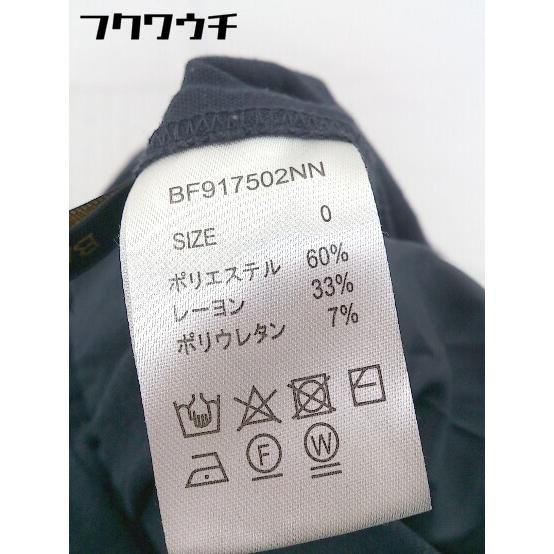 フクワウチ
BF917502NN
SIZE 0
ポリエステル 60%
レーヨン 33%
ポリウレタン 7%
F W